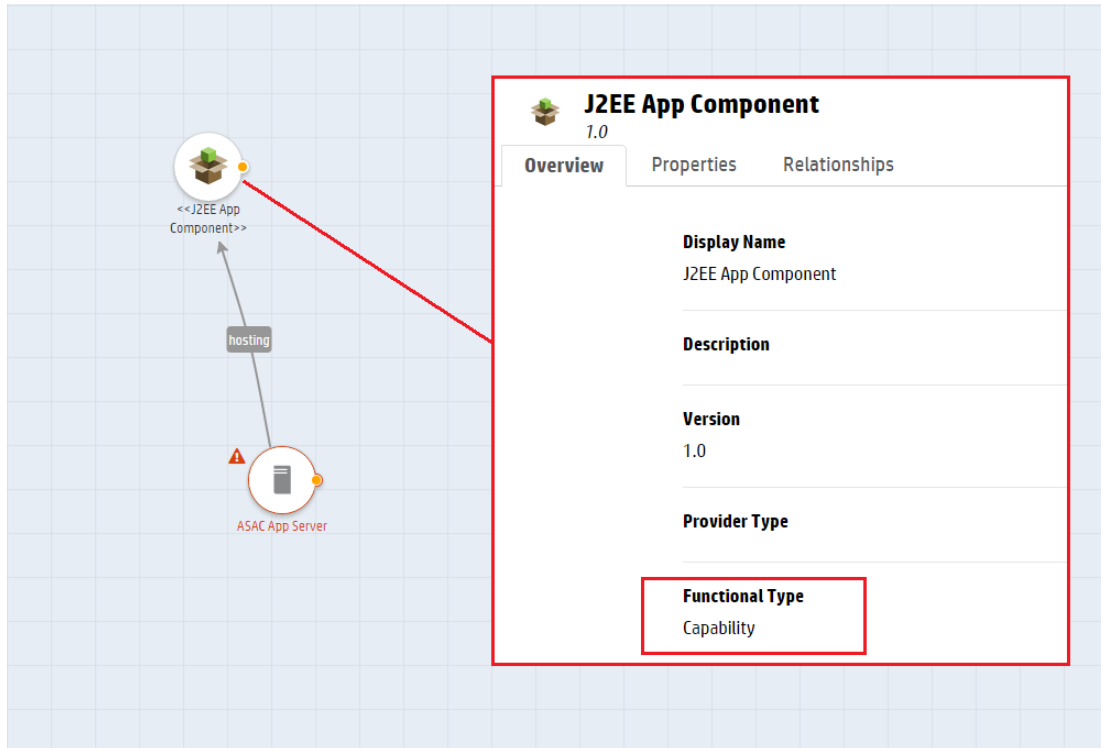 <<J2EE App
Component>>
hosting
ASAC App Server
J2EE App Component
1.0
Overview Properties Relationships
Display Name
J2EE App Component
Description
Version
1.0
Provider Type
Functional Type
Capability